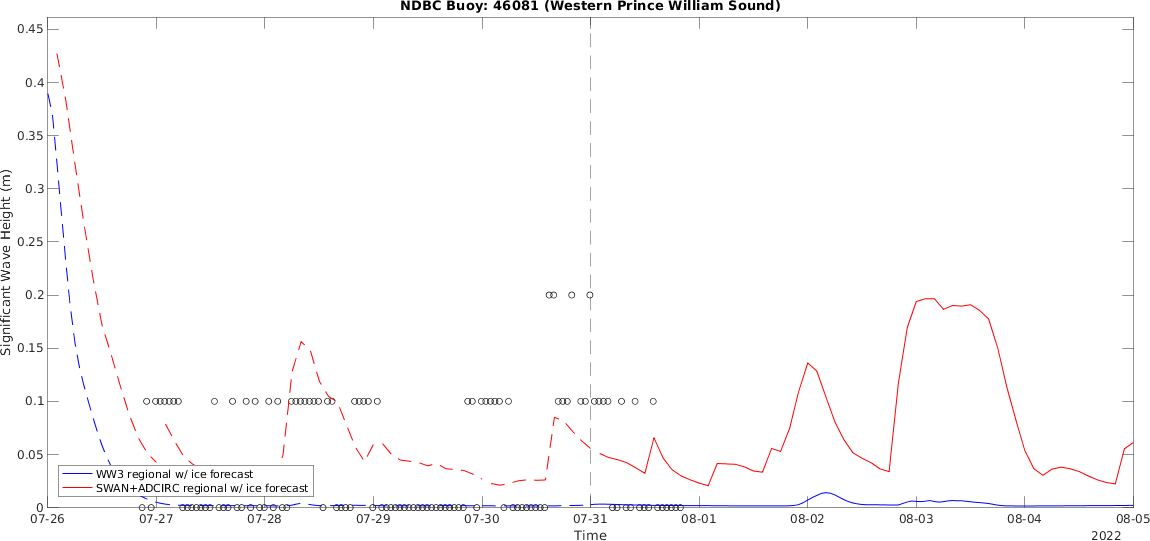 NDBC Buoy: 46081 (Western Prince William Sound)
Significant Wave Height (m)
0.45
0.4
0.35
0.3
0.25
0.2
0.15
0.1
0.05
0
WW3 regional w/ ice forecast
SWAN+ADCIRC regional w/ ice forecast
07-26 07-27 07-28 07-29 07-30 07-31 08-01 08-02 08-03 08-04 08-05
Time
2022